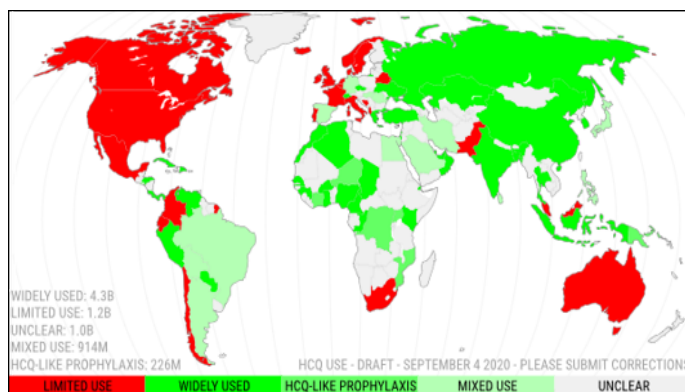 WIDELY USED: 4.3B
LIMITED USE: 1.2B
UNCLEAR: 1.0B
MIXED USE: 914M
HCQ-LIKE PROPHYLAXIS: 226M
HCQ USE - DRAFT - SEPTEMBER 4 2020 - PLEASE SUBMIT CORRECTIONS
LIMITED USE WIDELY USED HCQ-LIKE PROPHYLAXIS MIXED USE UNCLEAR